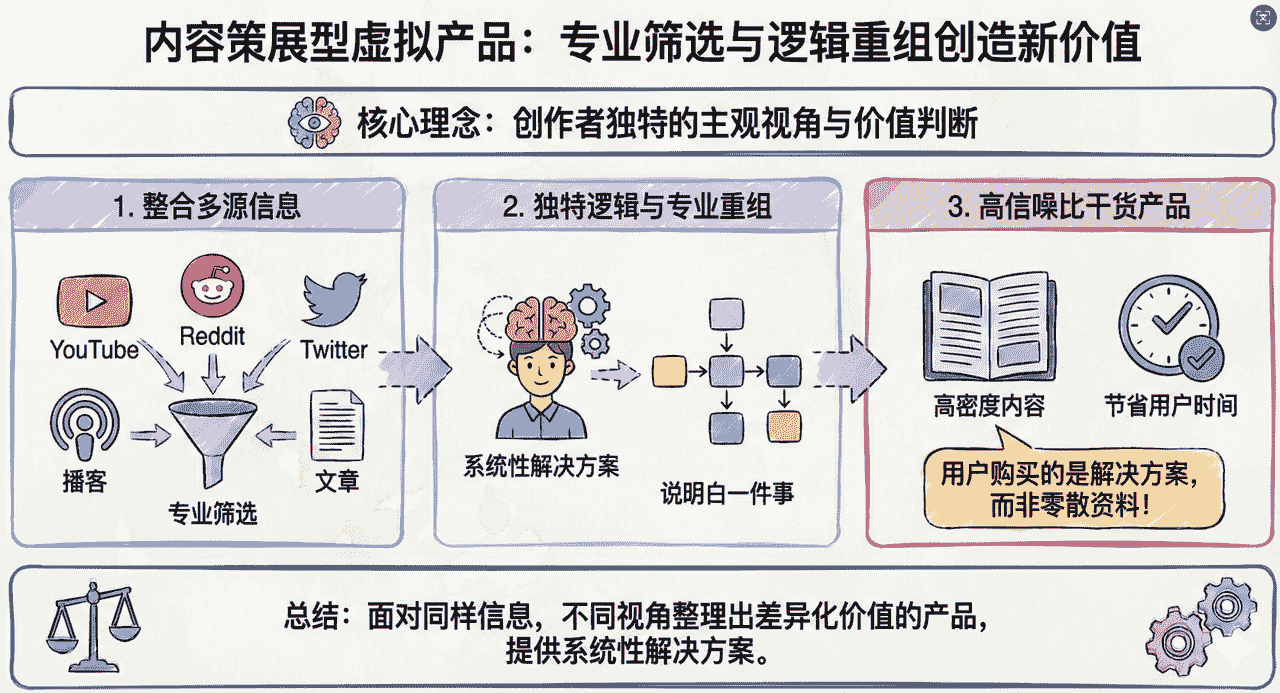 内容策展型虚拟产品：专业筛选与逻辑重组创造新价值
核心理念：创作者独特的主观视角与价值判断
1. 整合多源信息
YouTube
Reddit
Twitter
播客
文章
专业筛选
2. 独特逻辑与专业重组
系统性解决方案
说明白一件事
3. 高信噪比干货产品
高密度内容
节省用户时间
用户购买的是解决方案，
而非零散资料！
总结：面对同样信息，不同视角整理出差异化价值的产品，
提供系统性解决方案。